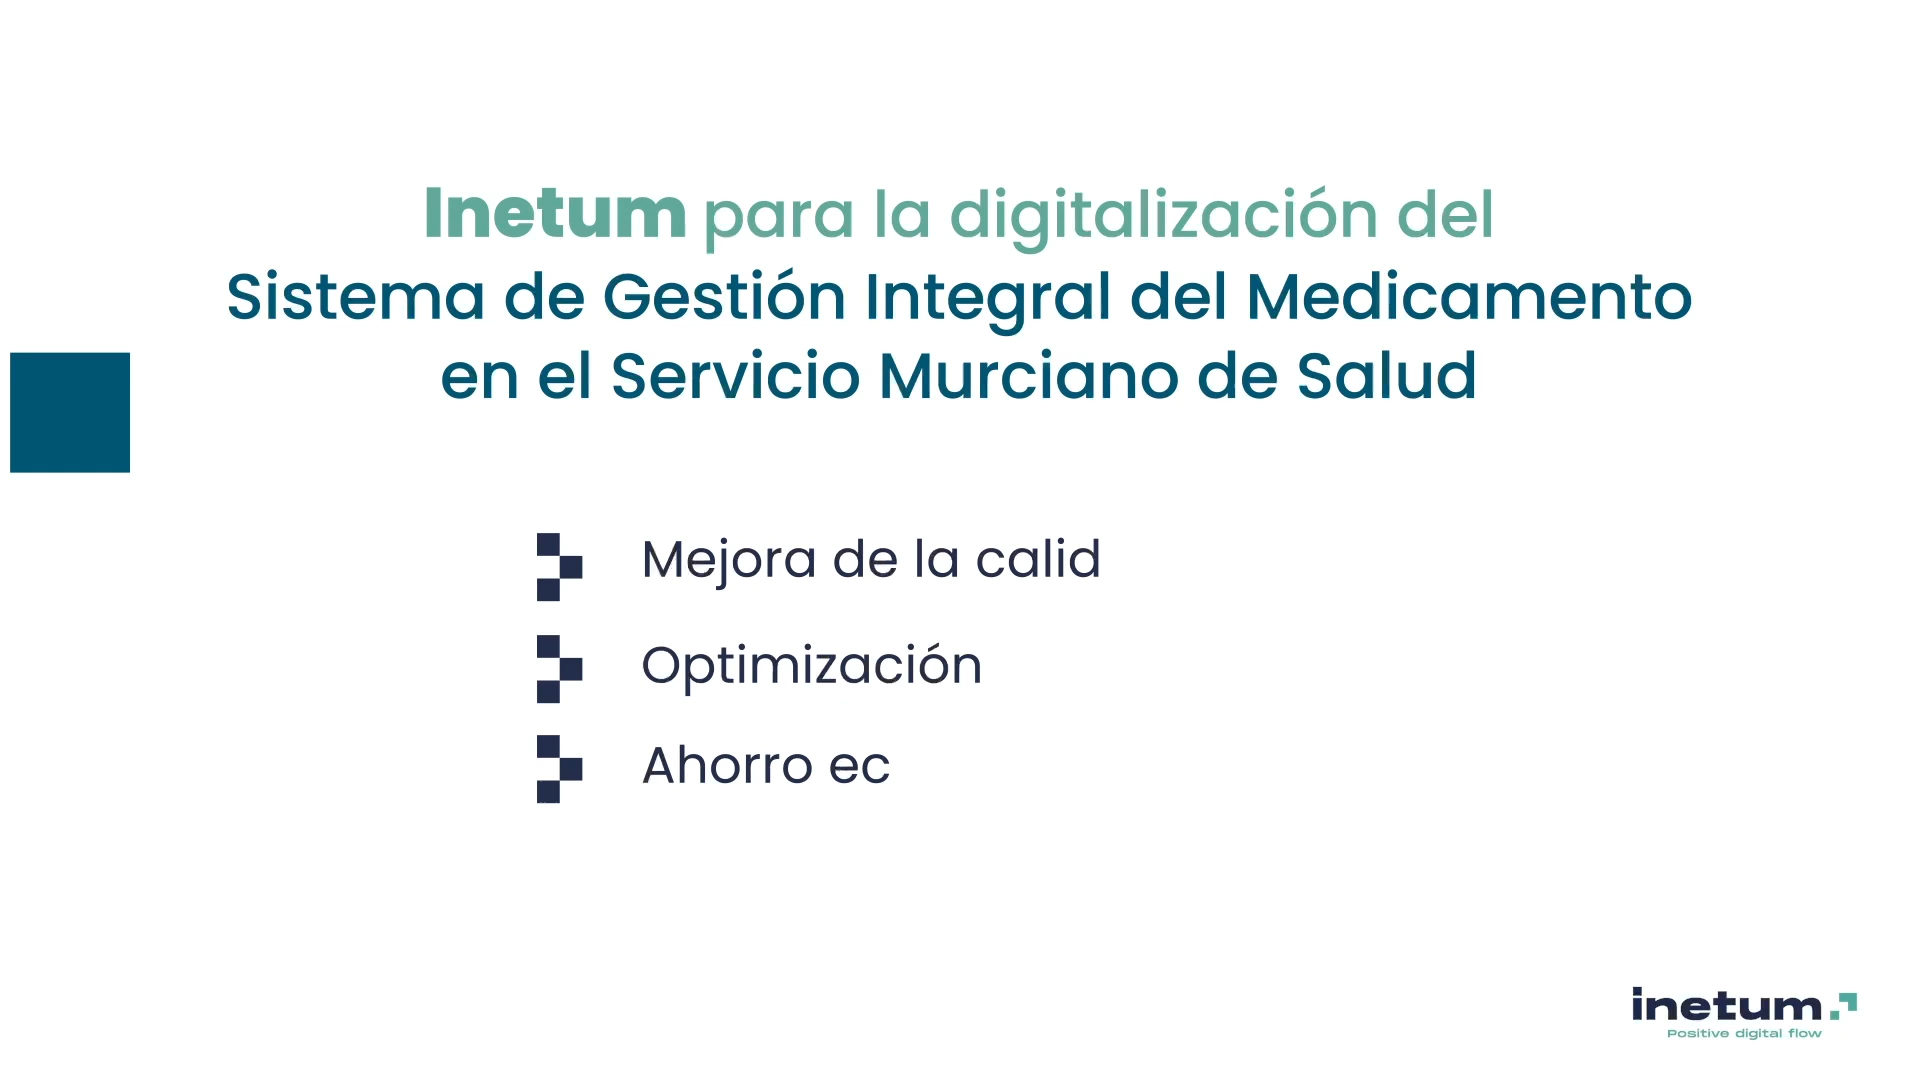 Inetum para la digitalización del
Sistema de Gestión Integral del Medicamento
en el Servicio Murciano de Salud
Mejora de la calid
Optimización
Ahorro ec
inetum
Positive digital flow